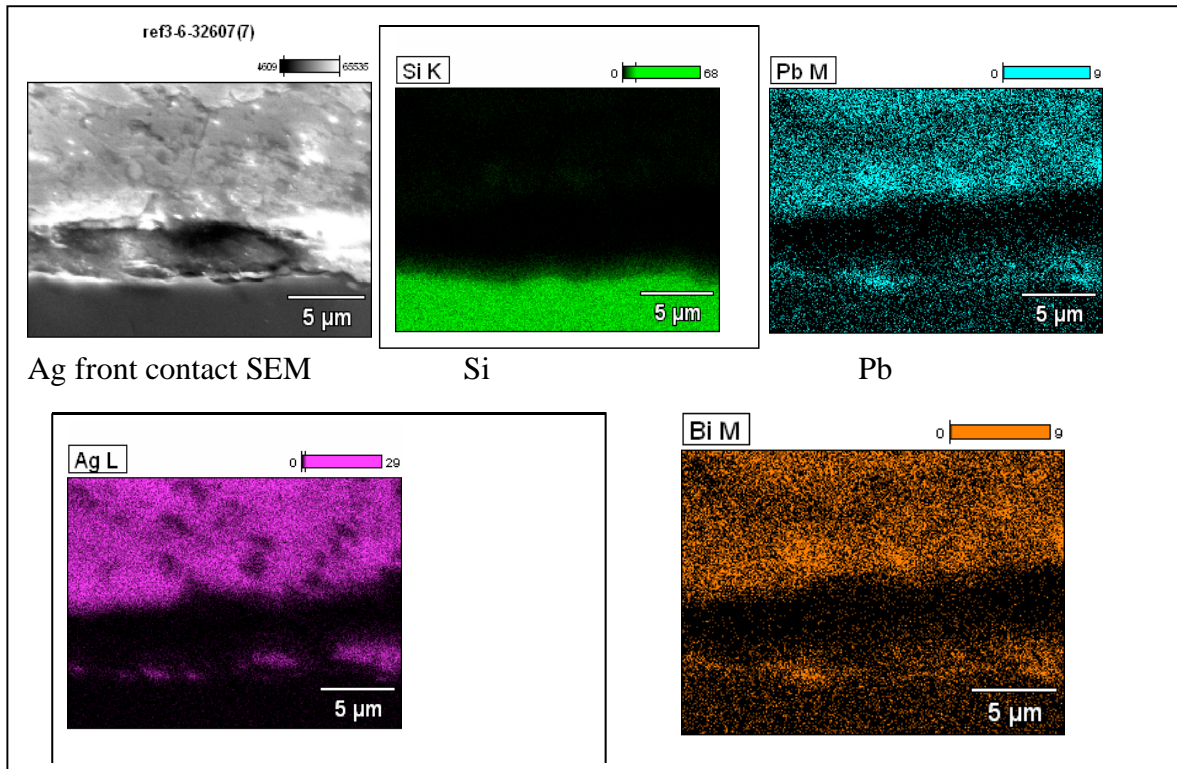 ref3-6-32607(7)
4609 65535
Si K
0 68
Pb M
0 9
5 µm
5 µm
5 µm
Ag front contact SEM
Si
Pb
Ag L
0 29
Bi M
0 9
5 µm
5 µm